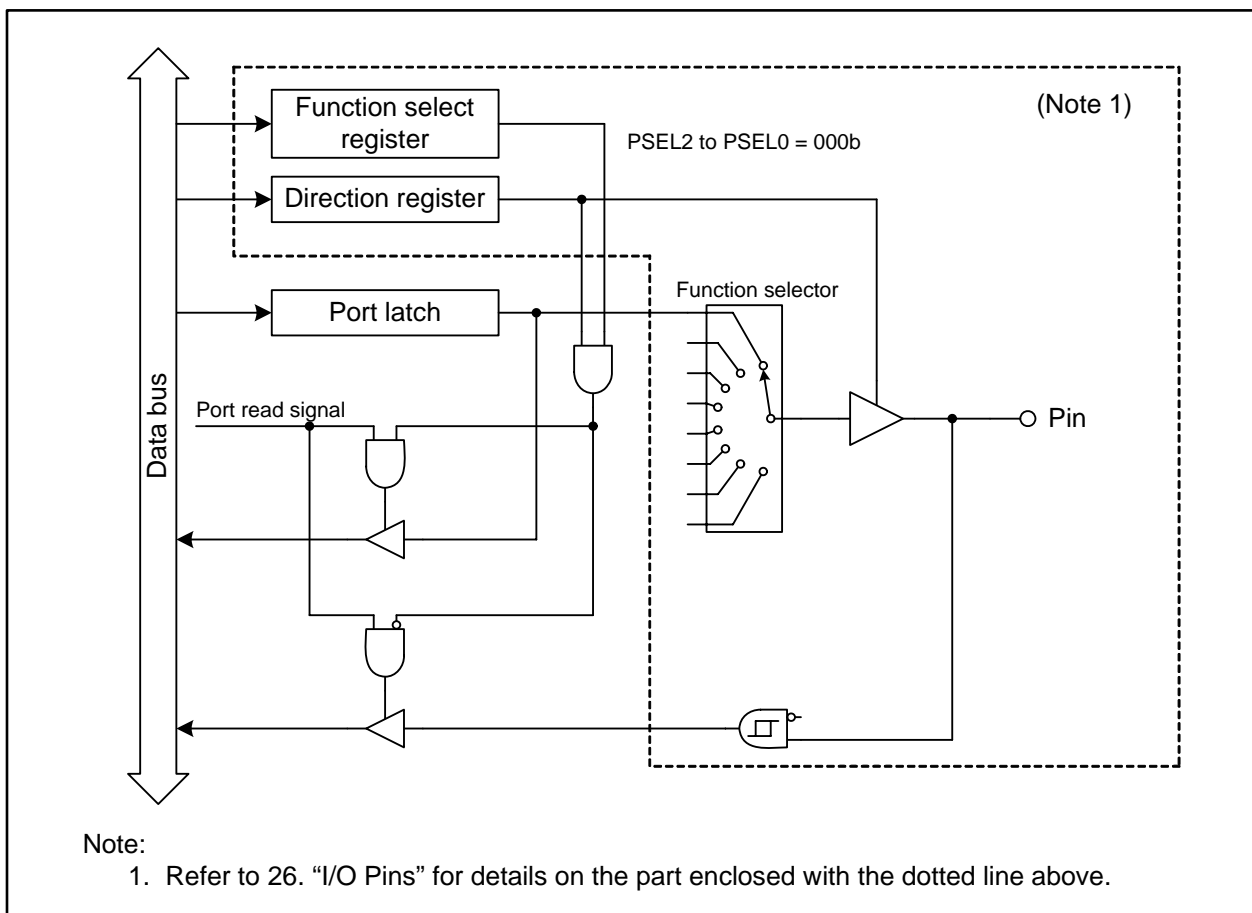 (Note 1)
Function select
register
PSEL2 to PSEL0 = 000b
Direction register
Function selector
Port latch
Port read signal
Data bus
Pin
Note:
1. Refer to 26. “I/O Pins” for details on the part enclosed with the dotted line above.